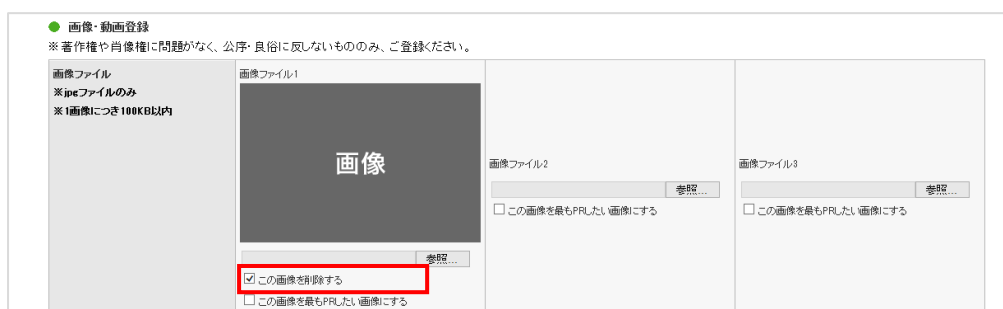 画像・動画登録
※著作権や肖像権に問題がなく、公序・良俗に反しないもののみ、ご登録ください。
画像ファイル
※jpgファイルのみ
※1画像につき100KB以内
画像ファイル1
画像
参照...
この画像を削除する
この画像を最もPRしたい画像にする
画像ファイル2
参照...
この画像を最もPRしたい画像にする
画像ファイル3
参照...
この画像を最もPRしたい画像にする